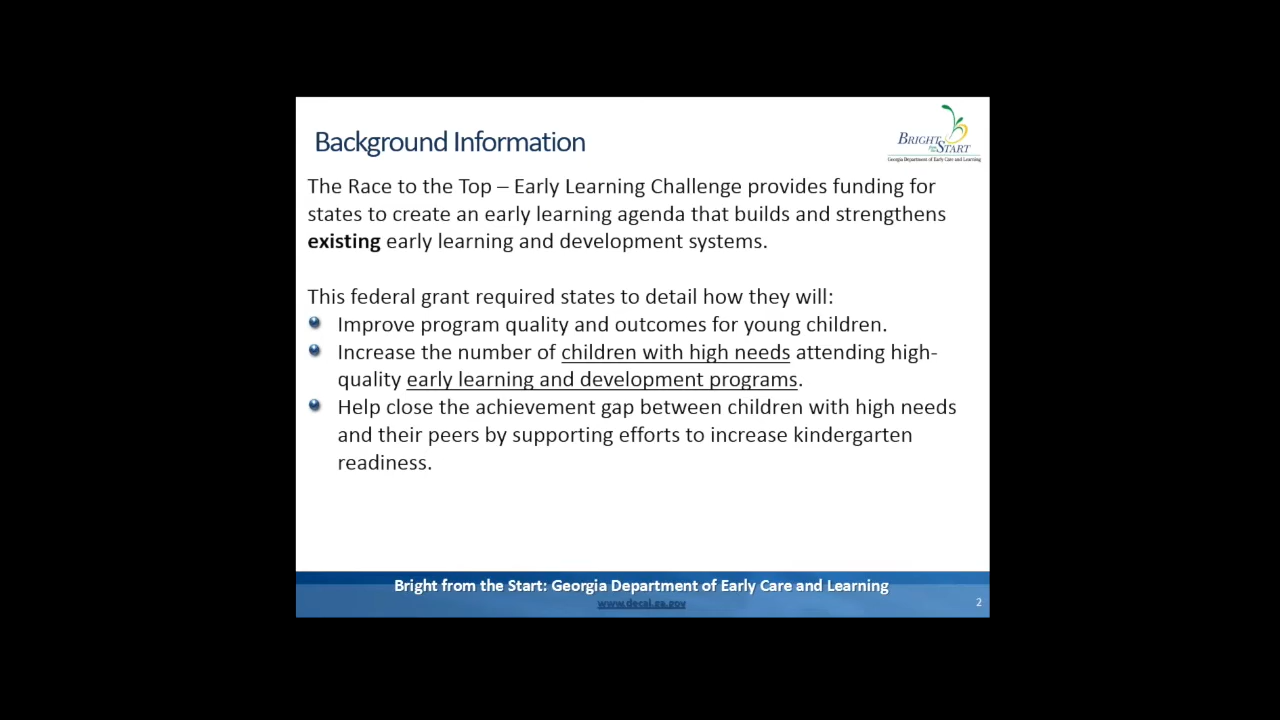 Background Information
BRIGHT
from the
START
Georgia Department of Early Care and Learning
The Race to the Top – Early Learning Challenge provides funding for
states to create an early learning agenda that builds and strengthens
existing early learning and development systems.
This federal grant required states to detail how they will:
Improve program quality and outcomes for young children.
Increase the number of children with high needs attending high-
quality early learning and development programs.
Help close the achievement gap between children with high needs
and their peers by supporting efforts to increase kindergarten
readiness.
Bright from the Start: Georgia Department of Early Care and Learning
www.decal.ga.gov
2